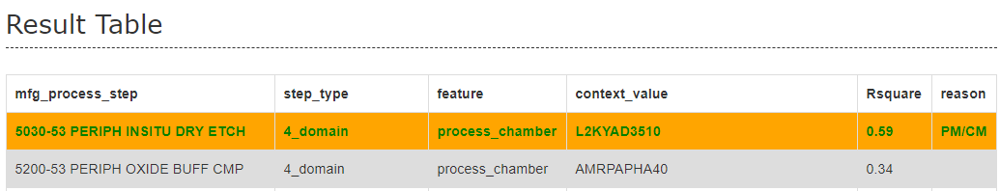 Result Table
mfg_process_step step_type feature context_value Rsquare reason
5030-53 PERIPH INSITU DRY ETCH 4_domain process_chamber L2KYAD3510 0.59 PM/CM
5200-53 PERIPH OXIDE BUFF CMP 4_domain process_chamber AMRPAPHA40 0.34